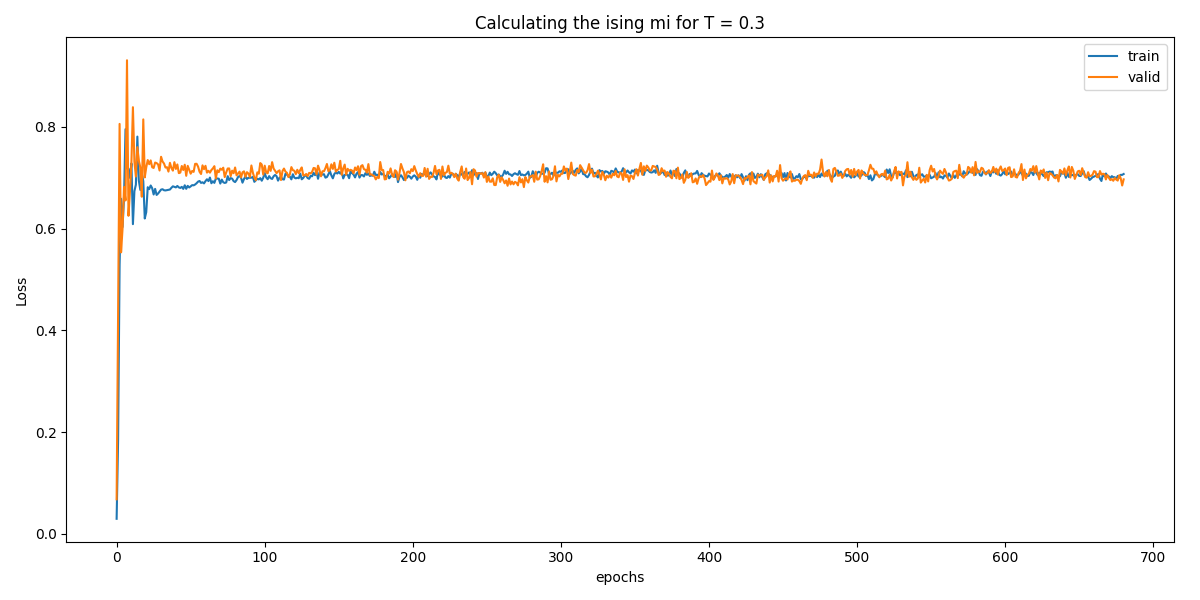 Calculating the ising mi for T = 0.3
train
valid
Loss
0.8
0.6
0.4
0.2
0.0
0 100 200 300 400 500 600 700
epochs